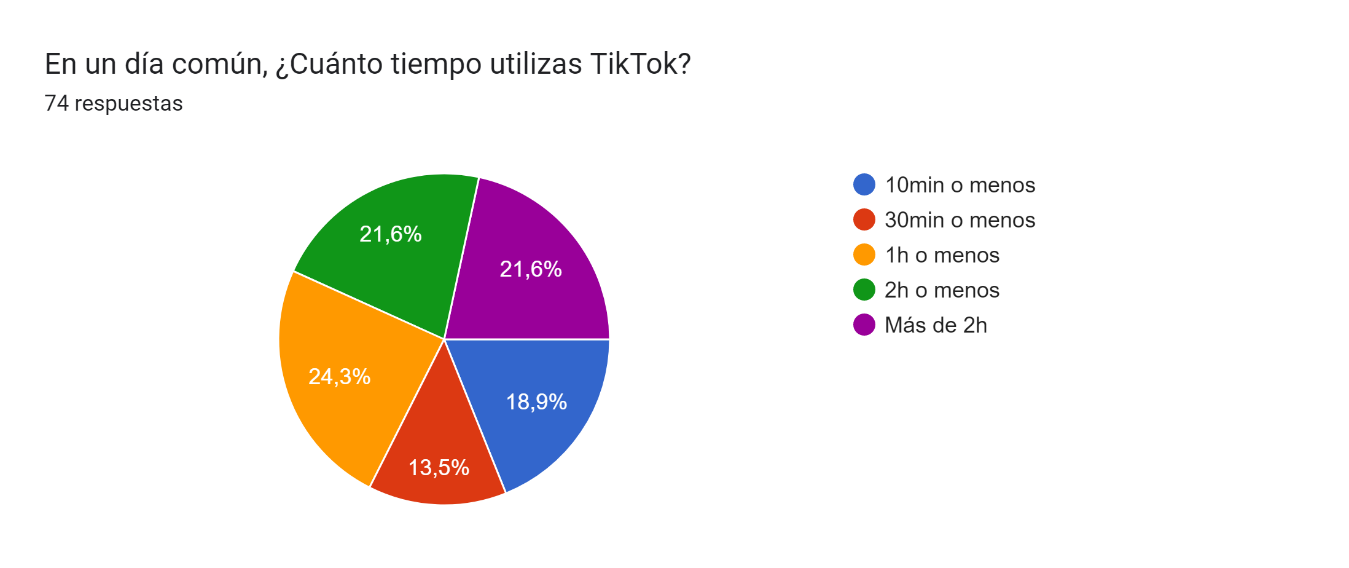 En un día común, ¿Cuánto tiempo utilizas TikTok?
74 respuestas
10min o menos
30min o menos
1h o menos
2h o menos
Más de 2h
21,6%
21,6%
24,3%
18,9%
13,5%